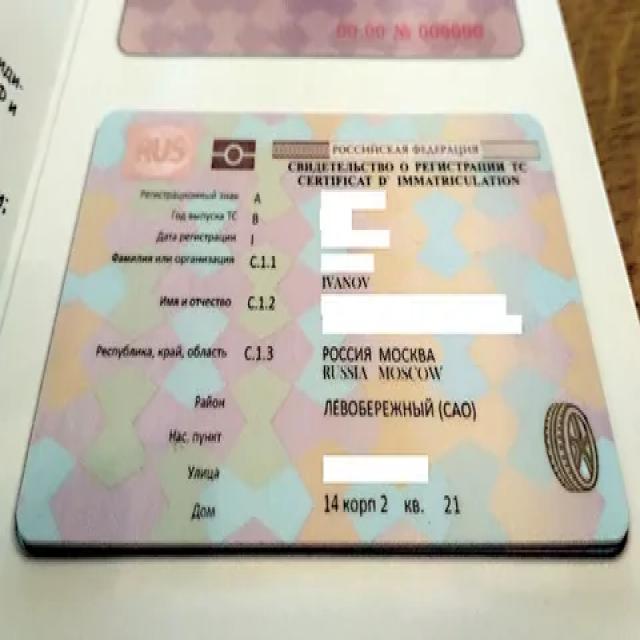 00 00 № 000000
RUS
РОССИЙСКАЯ ФЕДЕРАЦИЯ
СВИДЕТЕЛЬСТВО О РЕГИСТРАЦИИ ТС
CERTIFICAT D' IMMATRICULATION
Регистрационный знак A
Год выпуска ТС B
Дата регистрации I
Фамилия или организация C.1.1
IVANOV
Имя и отчество C.1.2
Республика, край, область C.1.3 РОССИЯ МОСКВА
RUSSIA MOSCOW
Район ЛЕВОБЕРЕЖНЫЙ (САО)
Нас. пункт
Улица
Дом 14 корп 2 кв. 21